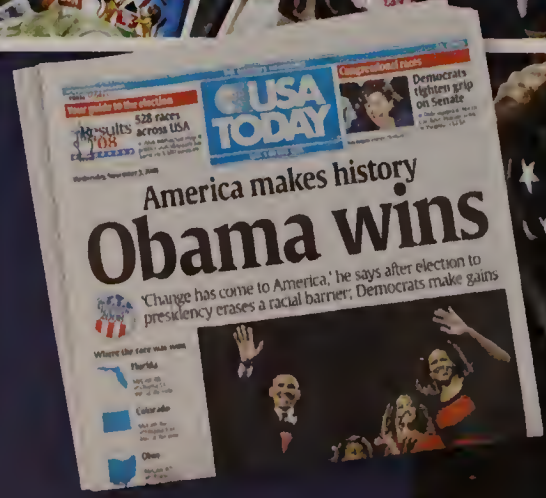 Your guide to the election
Results
'08
528 races
across USA
USA
TODAY
Congressional races
Democrats
tighten grip
on Senate
America makes history
Obama wins
'Change has come to America,' he says after election to
presidency erases a racial barrier; Democrats make gains
Where the race was won
Florida
Colorado
Ohio